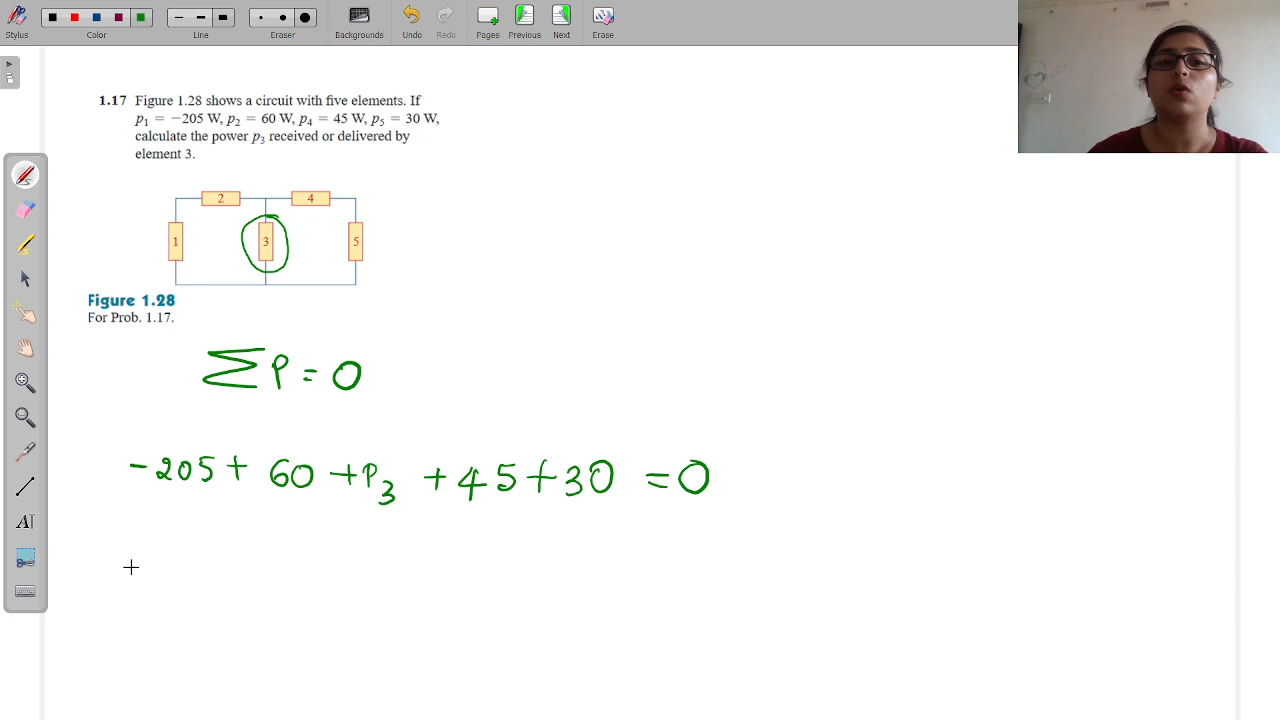 Stylus Color Line Eraser Backgrounds Undo Redo Pages Previous Next Erase
1.17 Figure 1.28 shows a circuit with five elements. If
p₁ = −205 W, p₂ = 60 W, p₄ = 45 W, p₅ = 30 W,
calculate the power p₃ received or delivered by
element 3.
2 4
1 3 5
Figure 1.28
For Prob. 1.17.
∑P = 0
-205 + 60 + P₃ + 45 + 30 = 0
AI